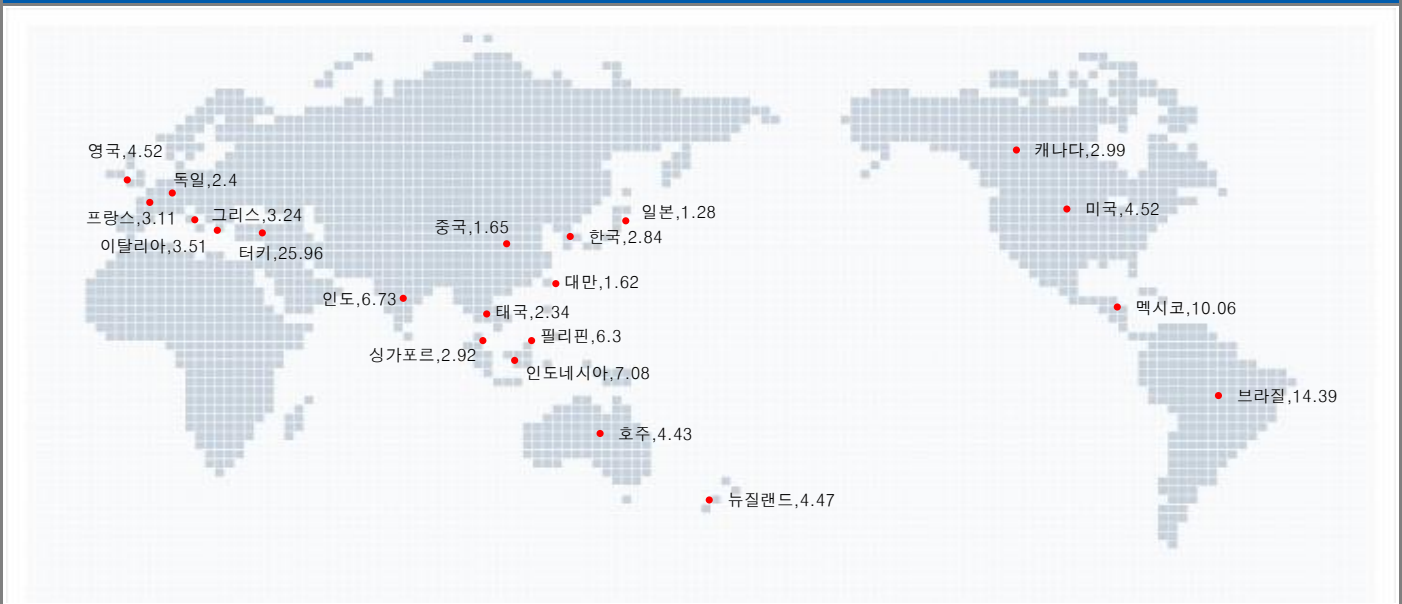 영국,4.52
캐나다,2.99
독일,2.4
미국,4.52
일본,1.28
그리스,3.24
프랑스,3.11
중국,1.65
한국,2.84
이탈리아,3.51
터키,25.96
대만,1.62
인도,6.73
멕시코,10.06
태국,2.34
필리핀,6.3
싱가포르,2.92
인도네시아,7.08
브라질,14.39
호주,4.43
뉴질랜드,4.47